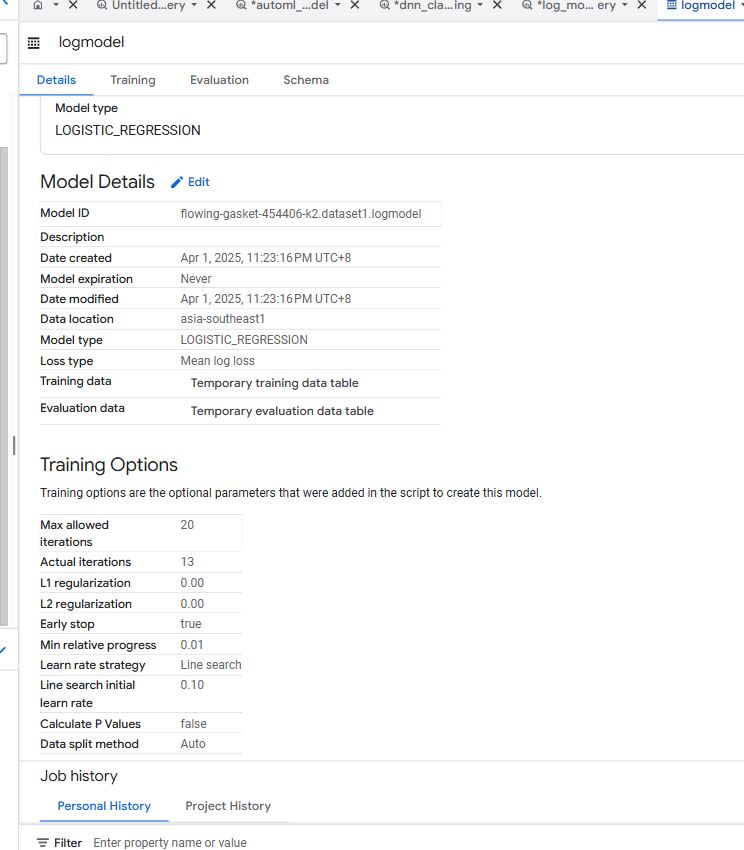 Untitled...ery
*automl_...del
*dnn_cla...ing
*log_mo... ery
logmodel
logmodel
Details
Training
Evaluation
Schema
Model type
LOGISTIC_REGRESSION
Model Details
Edit
Model ID flowing-gasket-454406-k2.dataset1.logmodel
Description
Date created Apr 1, 2025, 11:23:16 PM UTC+8
Model expiration Never
Date modified Apr 1, 2025, 11:23:16 PM UTC+8
Data location asia-southeast1
Model type LOGISTIC_REGRESSION
Loss type Mean log loss
Training data Temporary training data table
Evaluation data Temporary evaluation data table
Training Options
Training options are the optional parameters that were added in the script to create this model.
Max allowed 20
iterations
Actual iterations 13
L1 regularization 0.00
L2 regularization 0.00
Early stop true
Min relative progress 0.01
Learn rate strategy Line search
Line search initial 0.10
learn rate
Calculate P Values false
Data split method Auto
Job history
Personal History
Project History
Filter Enter property name or value